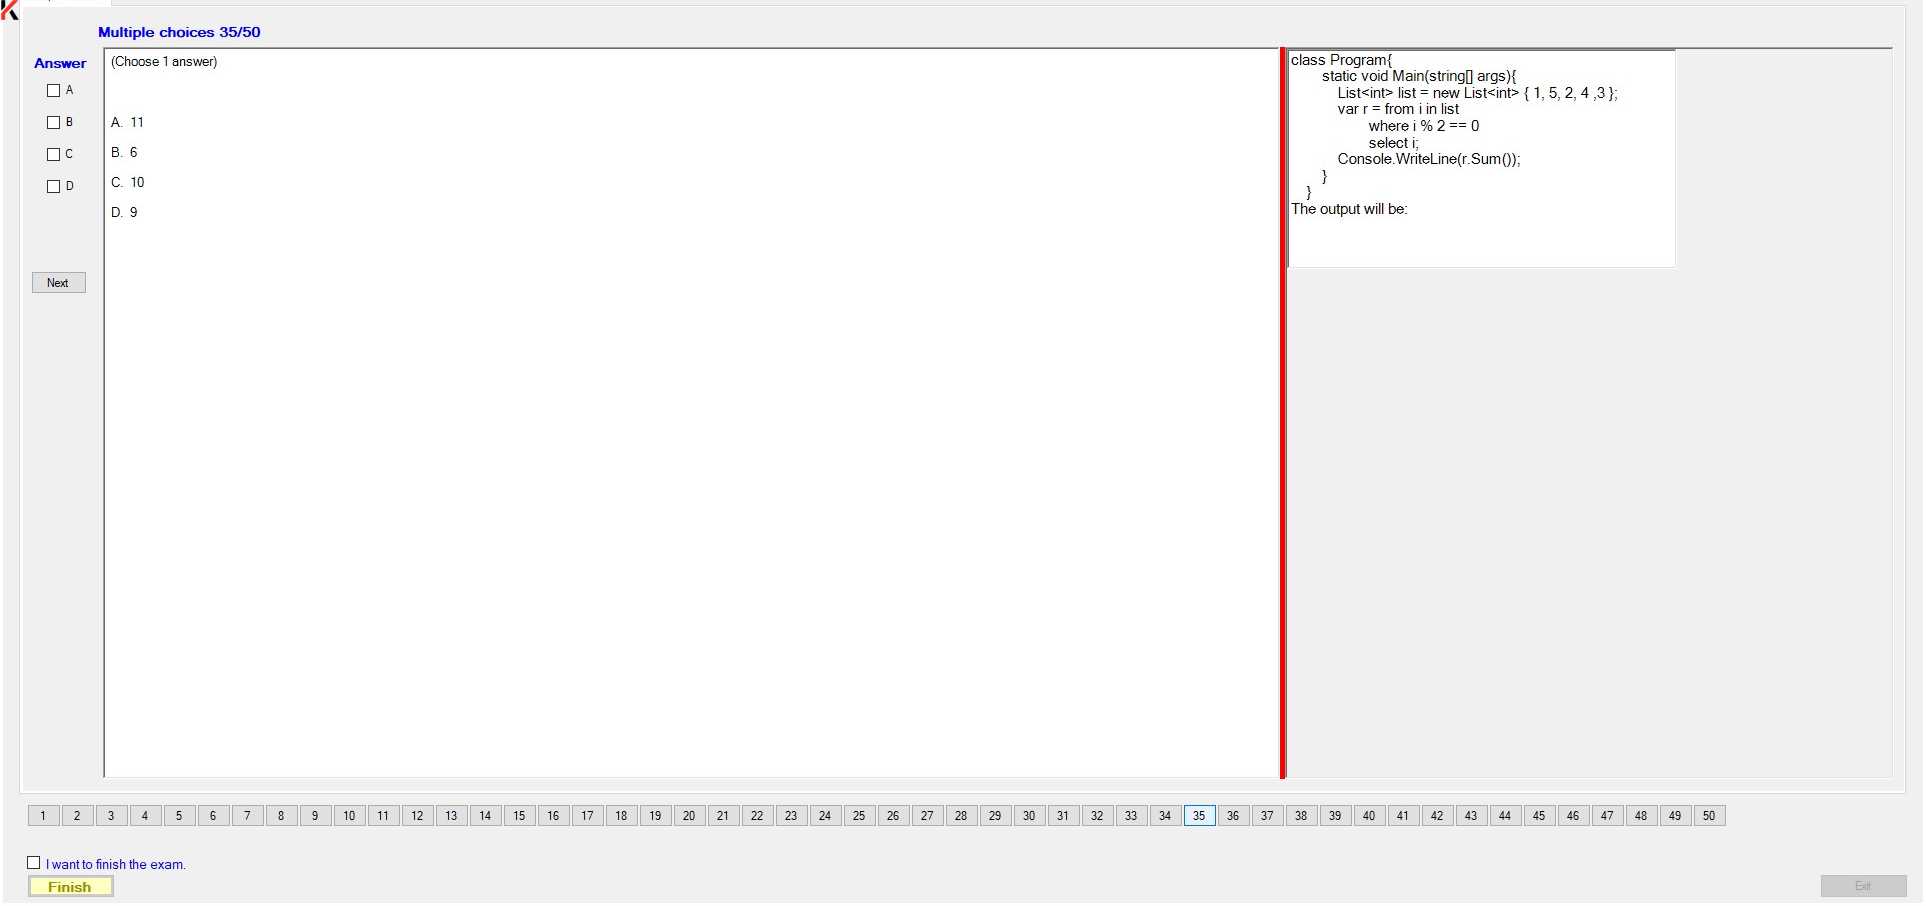 Multiple choices 35/50
Answer
A
B
C
D
Next
(Choose 1 answer)
A. 11
B. 6
C. 10
D. 9
class Program{
static void Main(string[] args){
List<int> list = new List<int> { 1, 5, 2, 4 ,3 };
var r = from i in list
where i % 2 == 0
select i;
Console.WriteLine(r.Sum());
}
}
The output will be:
1 2 3 4 5 6 7 8 9 10 11 12 13 14 15 16 17 18 19 20 21 22 23 24 25 26 27 28 29 30 31 32 33 34 35 36 37 38 39 40 41 42 43 44 45 46 47 48 49 50
I want to finish the exam.
Finish
Exit